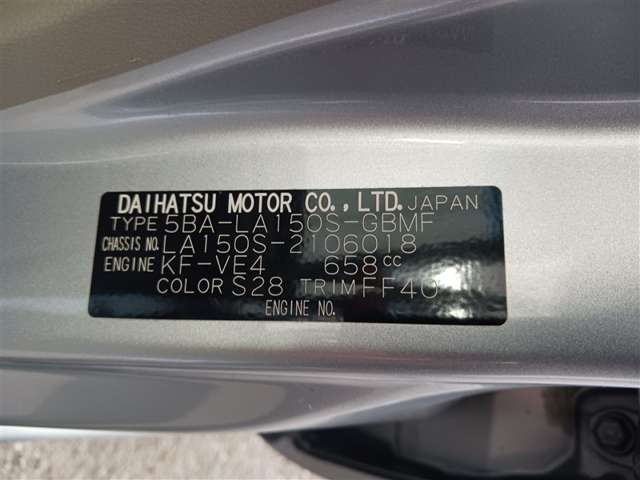 DAIHATSU MOTOR CO.,LTD. JAPAN
TYPE 5BA-LA150S-GBMF
CHASSIS NO. LA150S-2106018
ENGINE KF-VE4 658cc
COLOR S28 TRIM FF40
ENGINE NO.